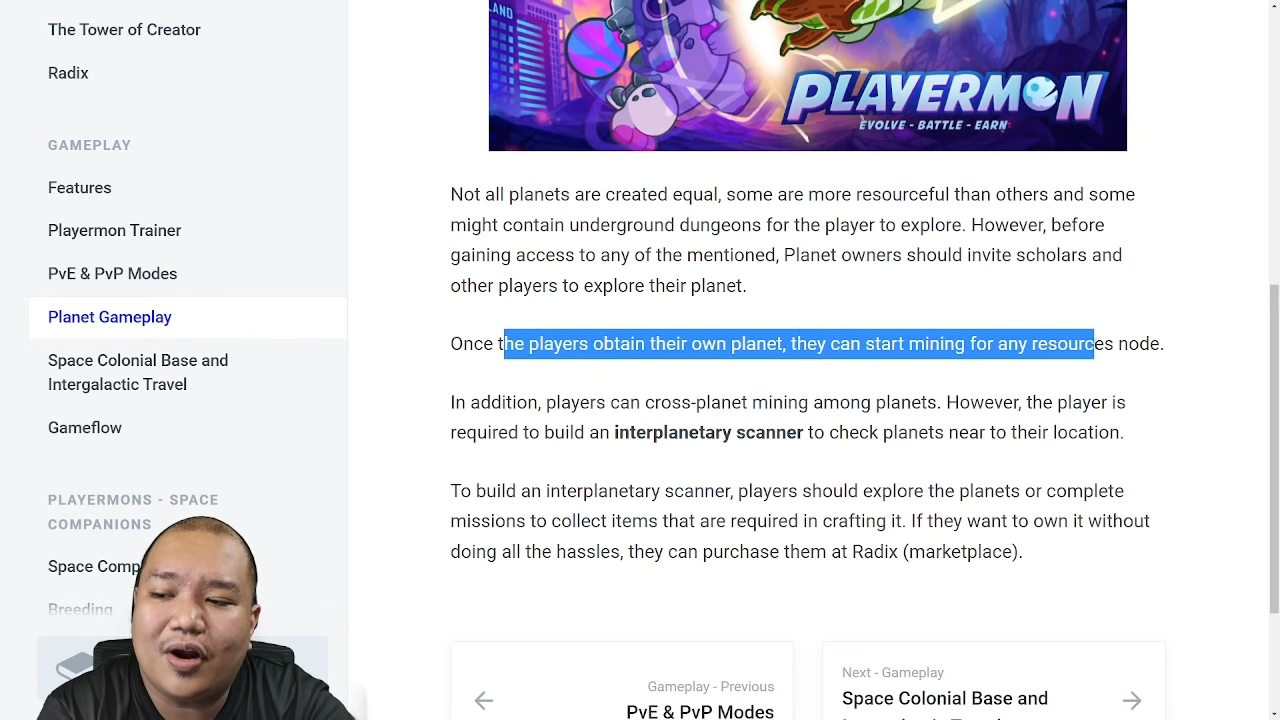 The Tower of Creator
Radix
GAMEPLAY
Features
Playermon Trainer
PvE & PvP Modes
Planet Gameplay
Space Colonial Base and
Intergalactic Travel
Gameflow
PLAYERMONS - SPACE
COMPANIONS
Space Comp
Breeding
LAND
PLAYERMON
EVOLVE - BATTLE - EARN
Not all planets are created equal, some are more resourceful than others and some
might contain underground dungeons for the player to explore. However, before
gaining access to any of the mentioned, Planet owners should invite scholars and
other players to explore their planet.
Once the players obtain their own planet, they can start mining for any resources node.
In addition, players can cross-planet mining among planets. However, the player is
required to build an interplanetary scanner to check planets near to their location.
To build an interplanetary scanner, players should explore the planets or complete
missions to collect items that are required in crafting it. If they want to own it without
doing all the hassles, they can purchase them at Radix (marketplace).
Gameplay - Previous
PvE & PvP Modes
Next - Gameplay
Space Colonial Base and